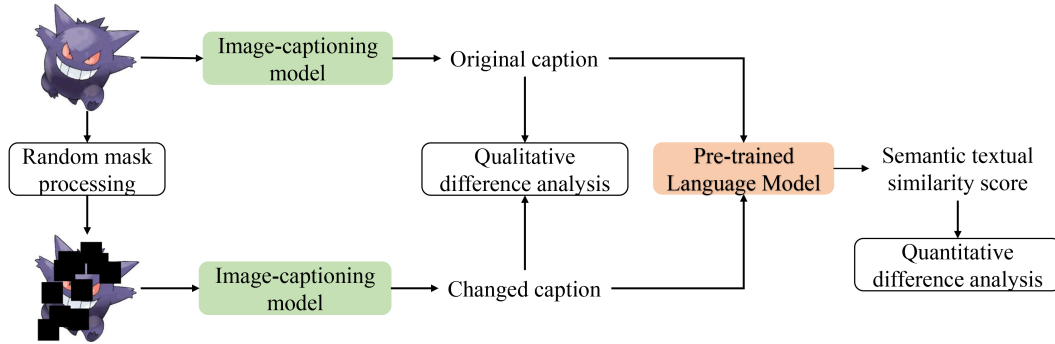 Image-captioning
model
Original caption
Random mask
processing
Qualitative
difference analysis
Pre-trained
Language Model
Semantic textual
similarity score
Quantitative
difference analysis
Image-captioning
model
Changed caption